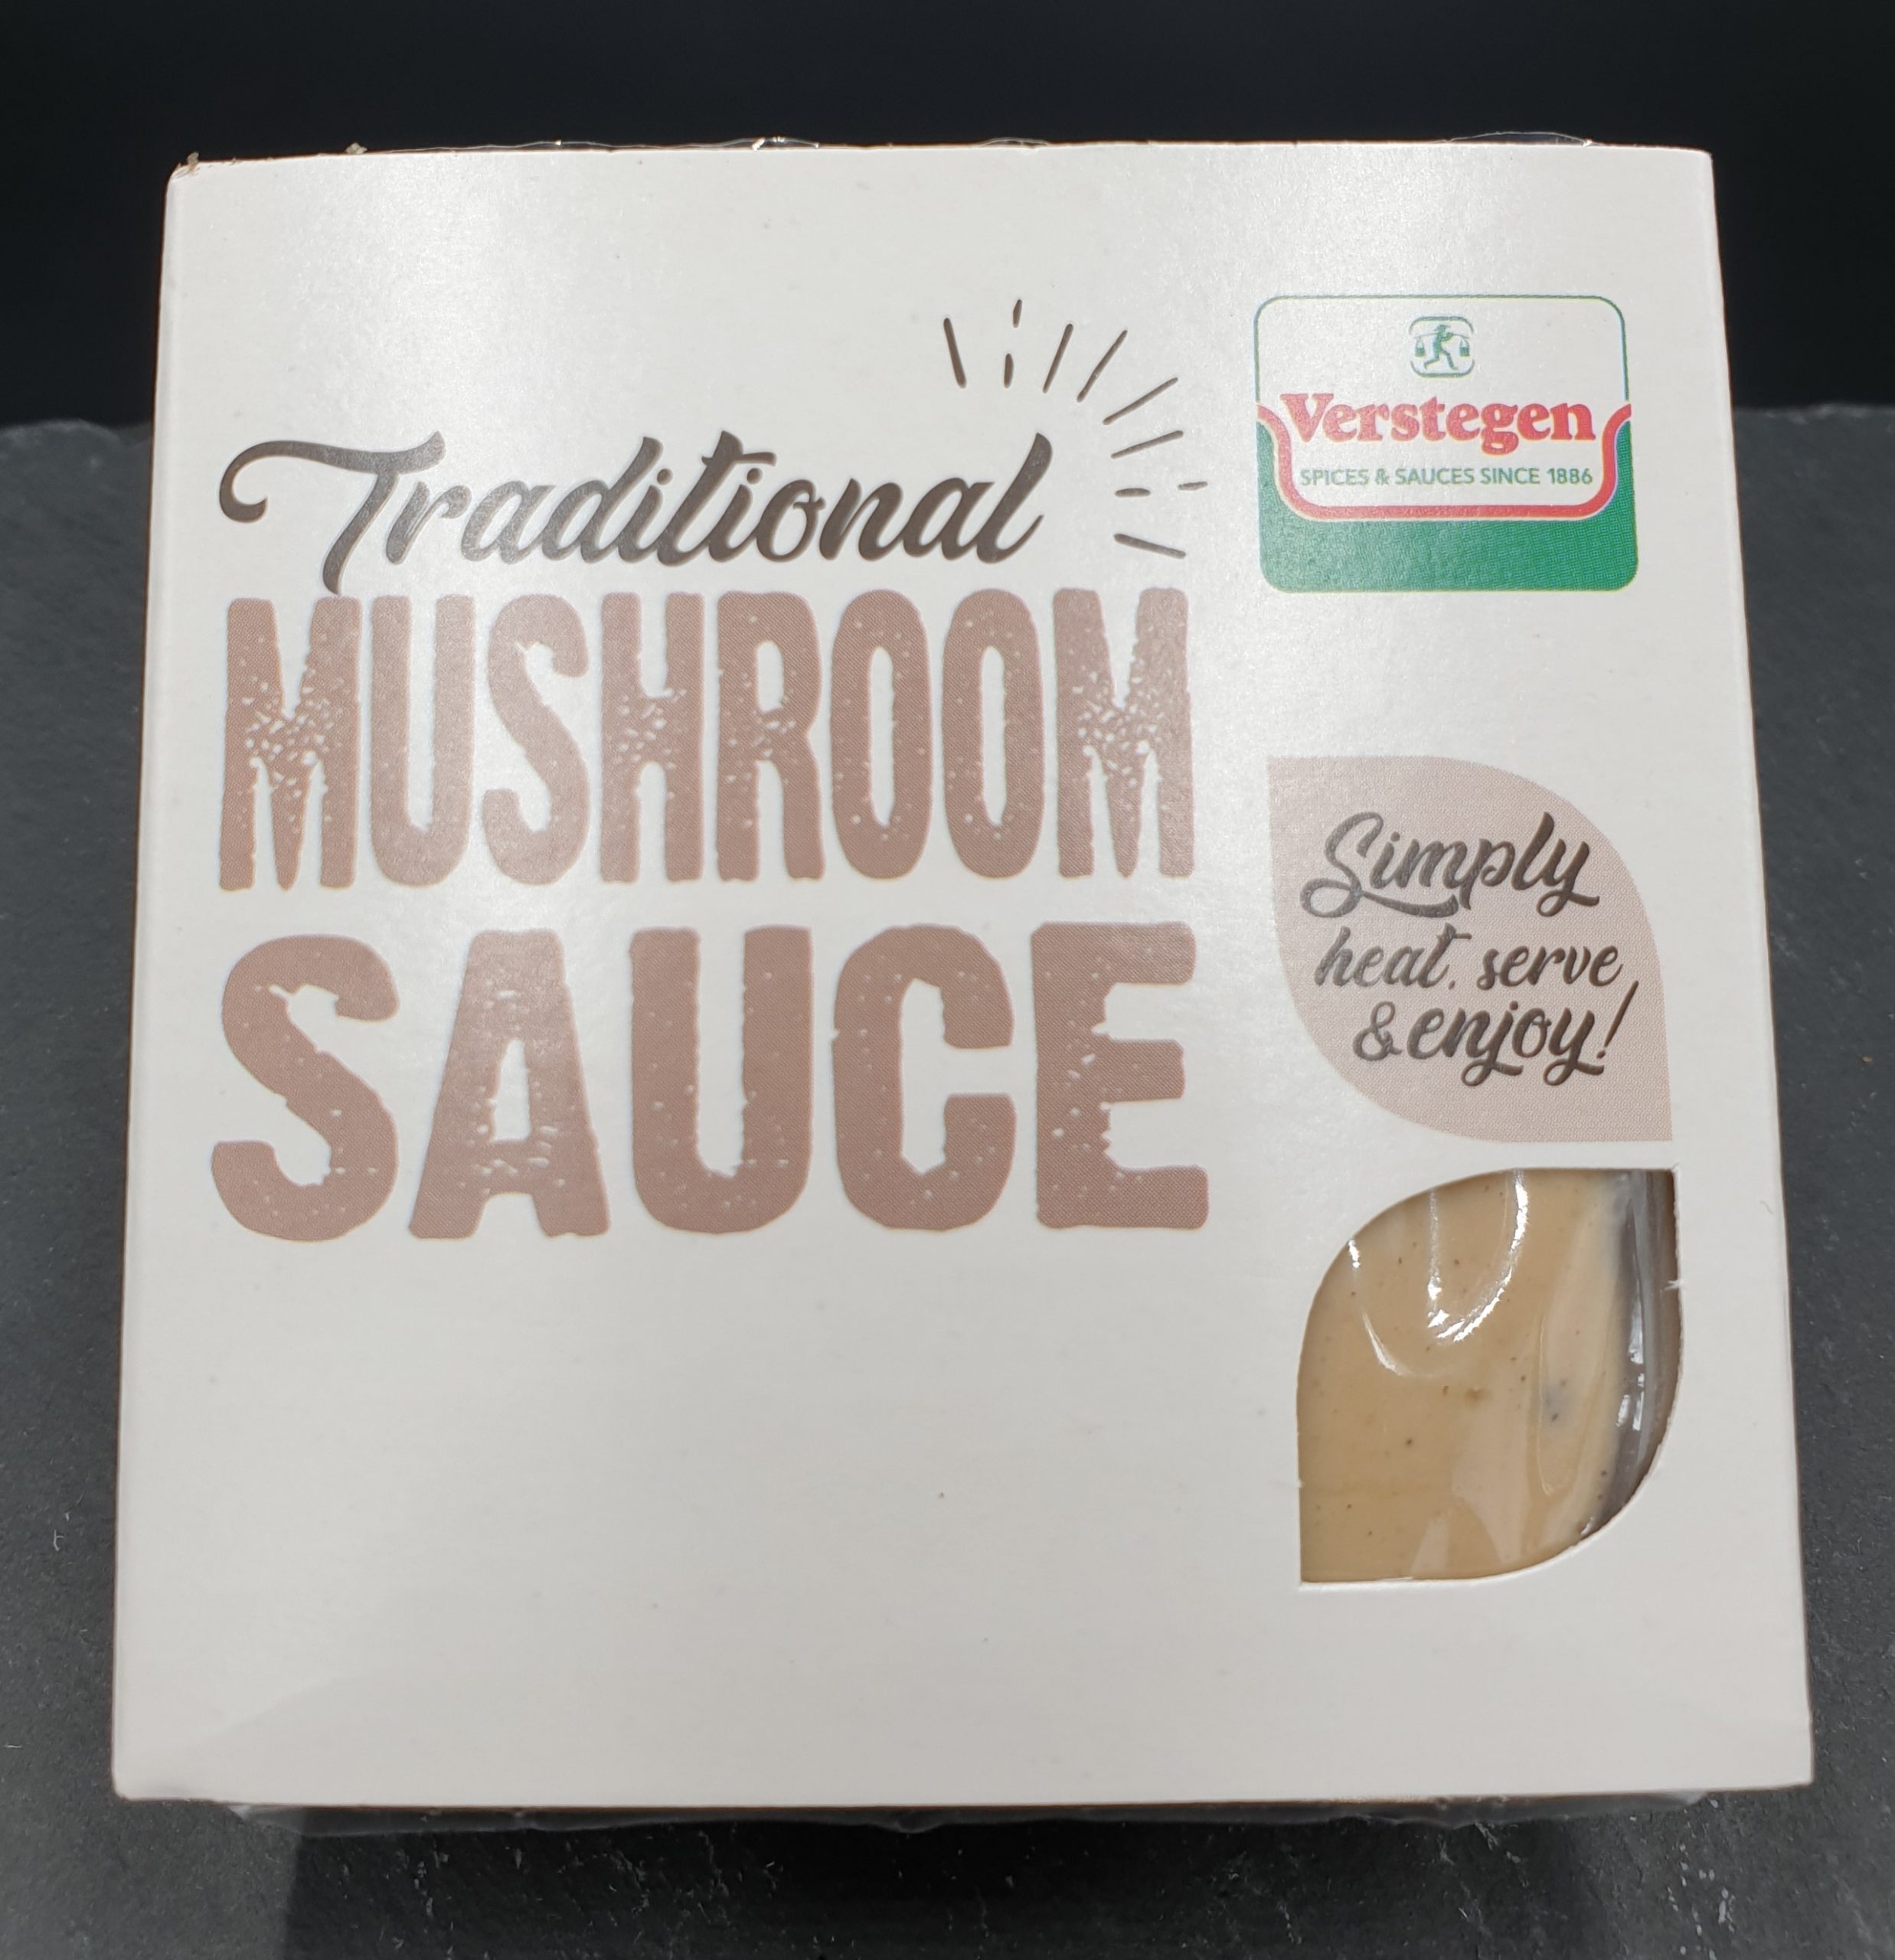 Traditional
MUSHROOM
SAUCE
Verstegen
SPICES & SAUCES SINCE 1886
Simply
heat, serve
& enjoy!